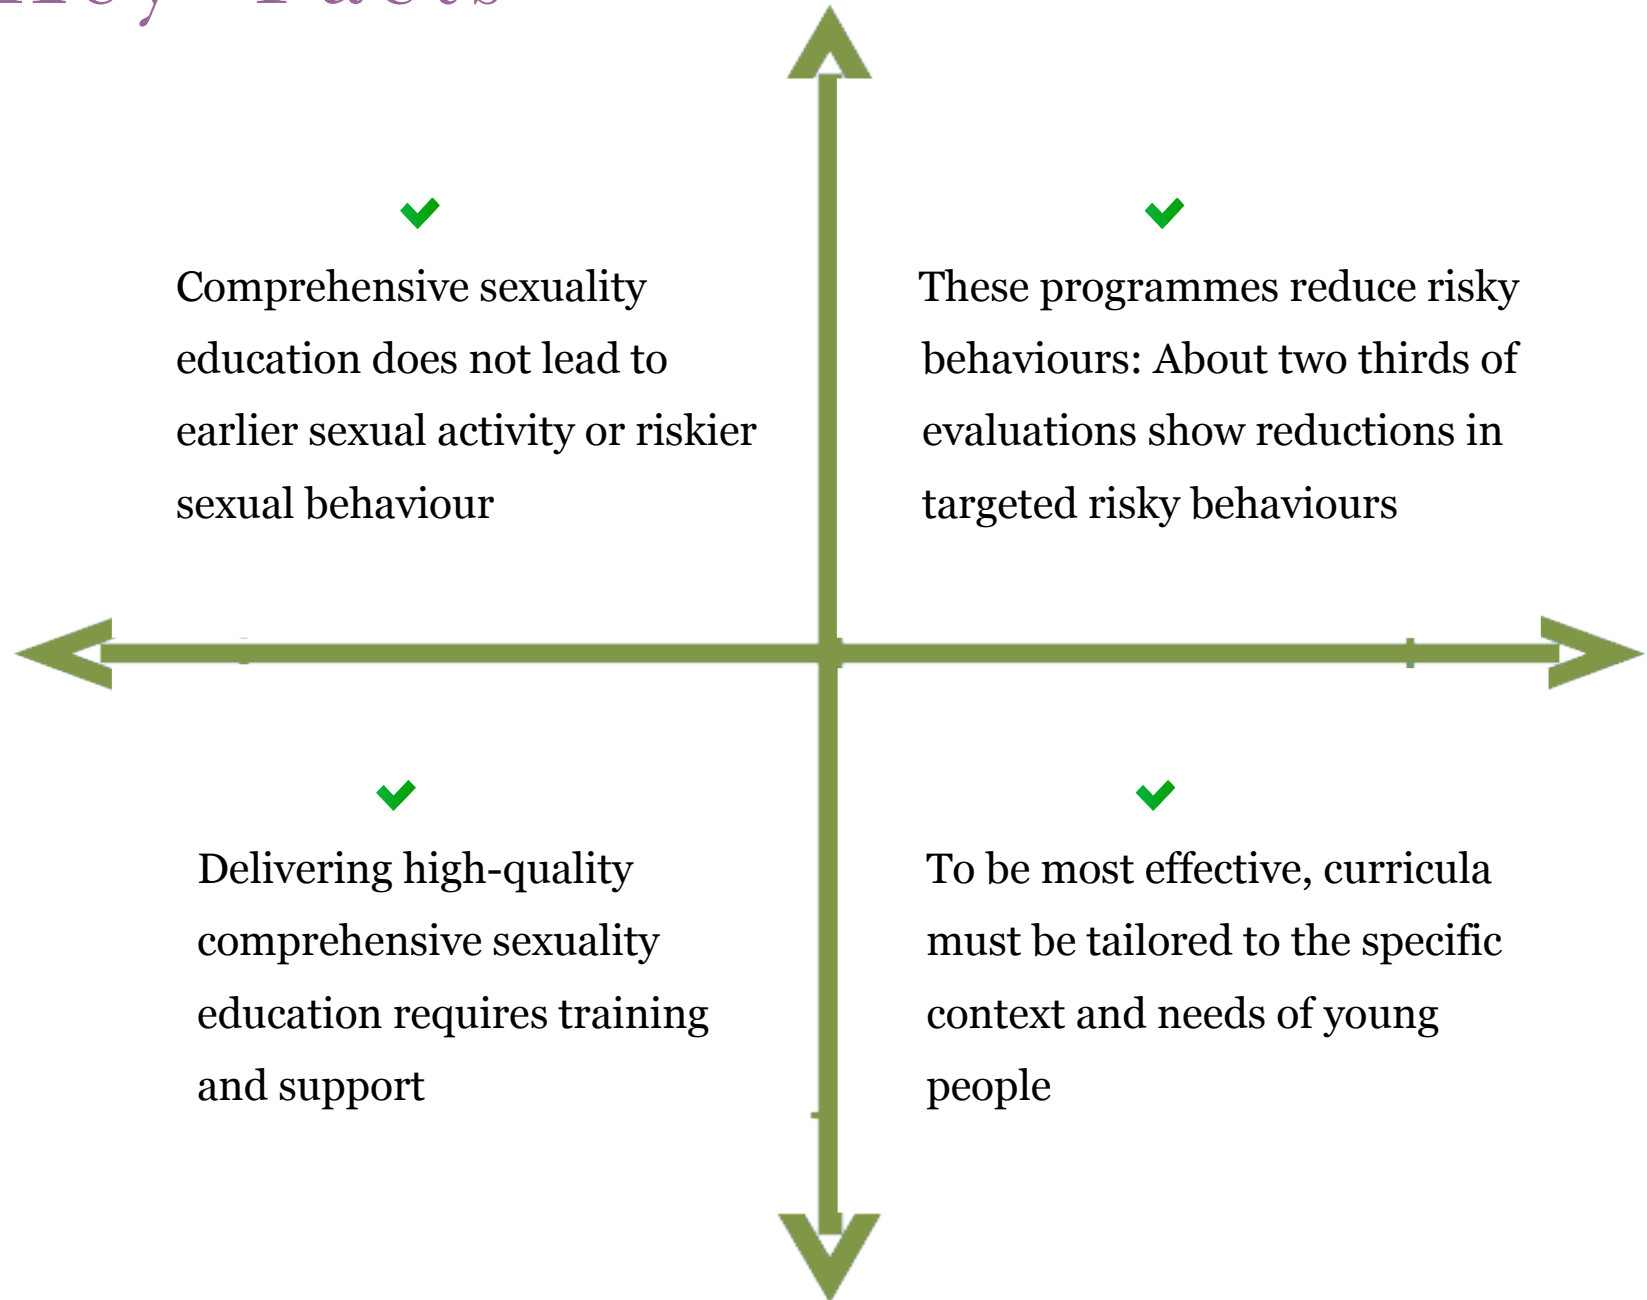 Key Facts
Comprehensive sexuality
education does not lead to
earlier sexual activity or riskier
sexual behaviour
These programmes reduce risky
behaviours: About two thirds of
evaluations show reductions in
targeted risky behaviours
Delivering high-quality
comprehensive sexuality
education requires training
and support
To be most effective, curricula
must be tailored to the specific
context and needs of young
people